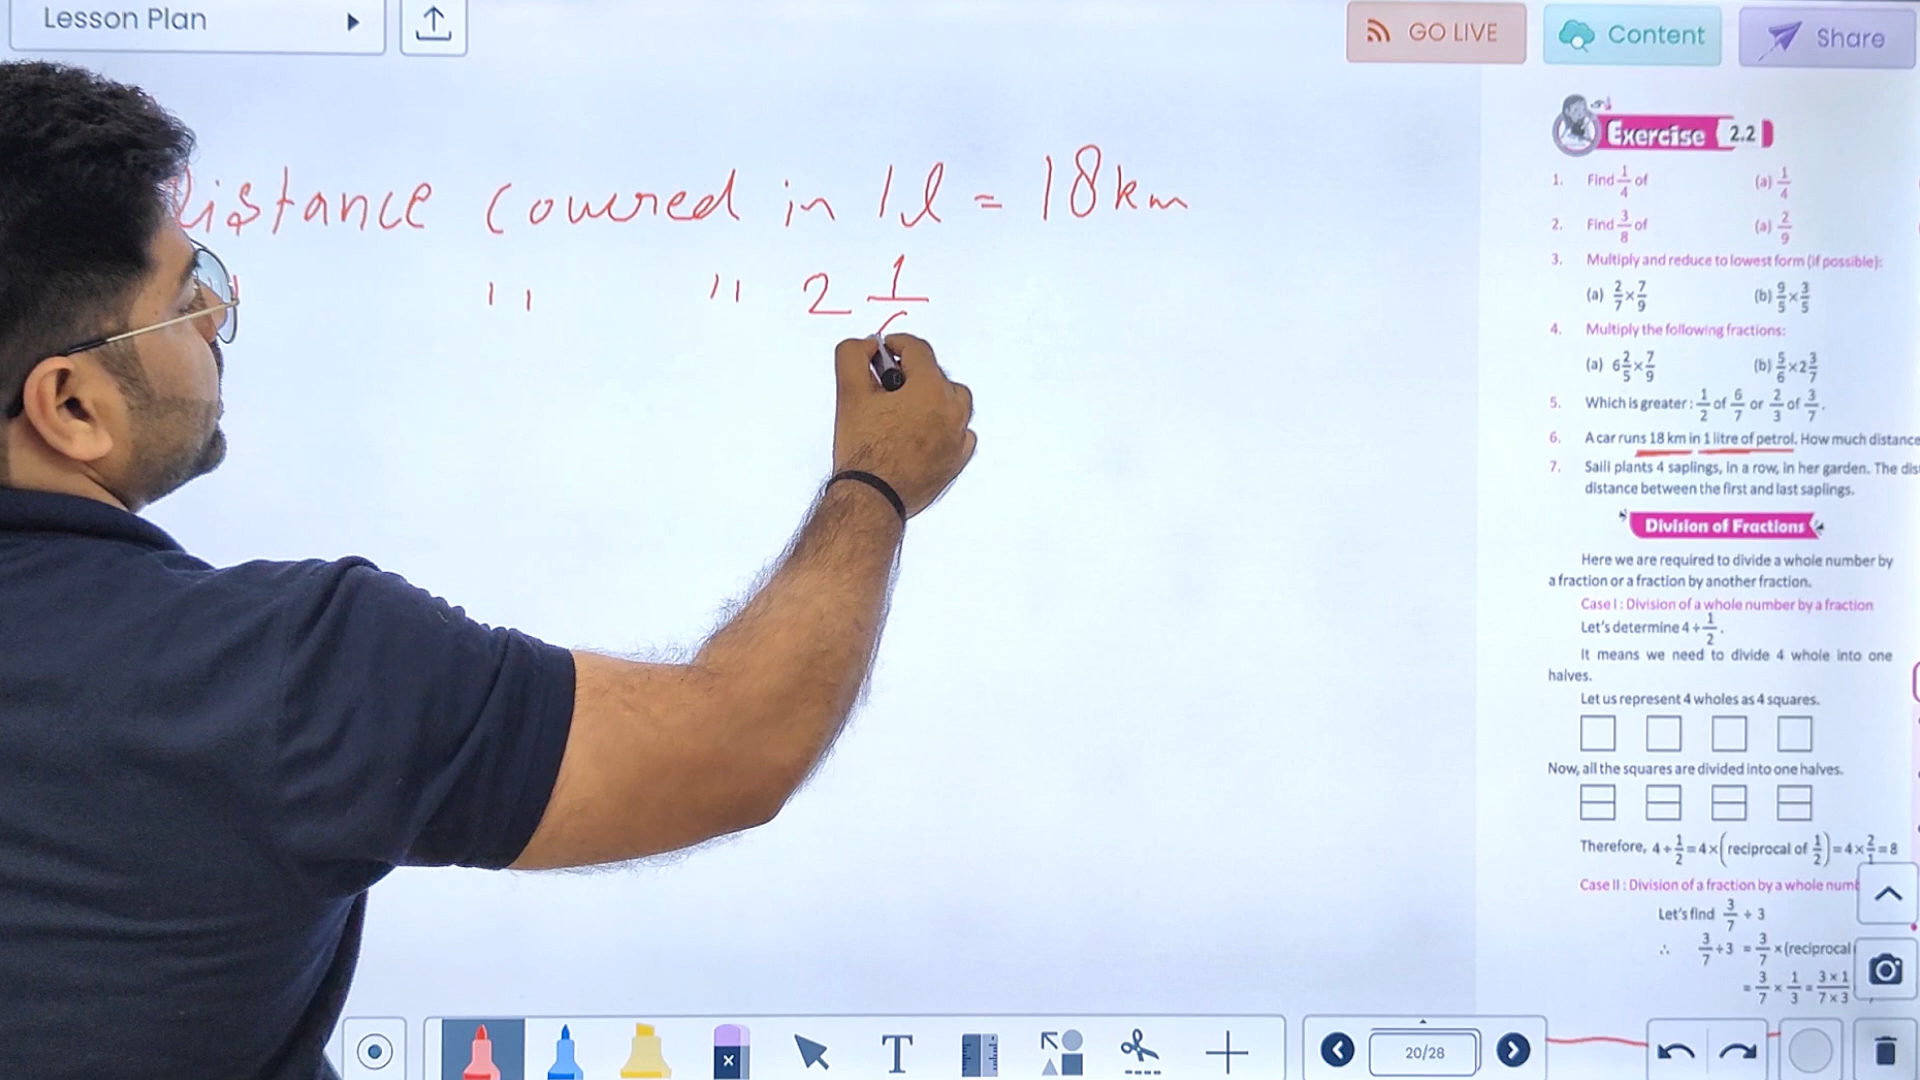 Lesson Plan
GO LIVE
Content
Share
Distance covered in 1l = 18km
" " " 2 1/
Exercise 2.2
1. Find 1/4 of (a) 1/4
2. Find 3/8 of (a) 2/9
3. Multiply and reduce to lowest form (if possible):
(a) 2/7 × 7/9 (b) 9/5 × 3/5
4. Multiply the following fractions:
(a) 6 2/5 × 7/9 (b) 5/6 × 2 3/7
5. Which is greater: 1/2 of 6/7 or 2/3 of 3/7.
6. A car runs 18 km in 1 litre of petrol. How much distance
7. Saili plants 4 saplings, in a row, in her garden. The dis
distance between the first and last saplings.
Division of Fractions
Here we are required to divide a whole number by
a fraction or a fraction by another fraction.
Case I : Division of a whole number by a fraction
Let's determine 4 ÷ 1/2.
It means we need to divide 4 whole into one
halves.
Let us represent 4 wholes as 4 squares.
Now, all the squares are divided into one halves.
Therefore, 4 ÷ 1/2 = 4 × (reciprocal of 1/2) = 4 × 2/1 = 8
Case II : Division of a fraction by a whole num
Let's find 3/7 ÷ 3
∴ 3/7 ÷ 3 = 3/7 × (reciprocal
= 3/7 × 1/3 = 3 × 1/7 × 3
T
20/28